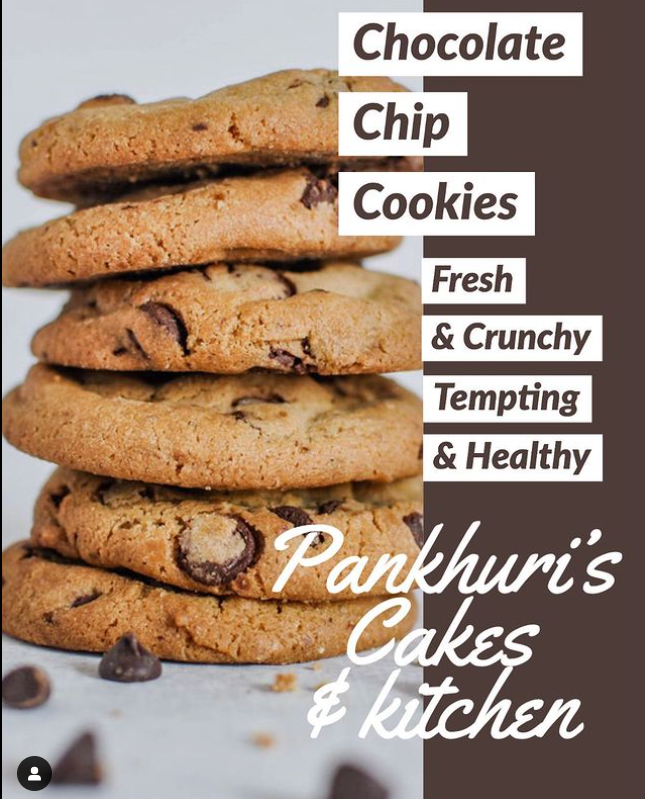 Chocolate
Chip
Cookies
Fresh
& Crunchy
Tempting
& Healthy
Pankhuri's
Cakes
& kitchen